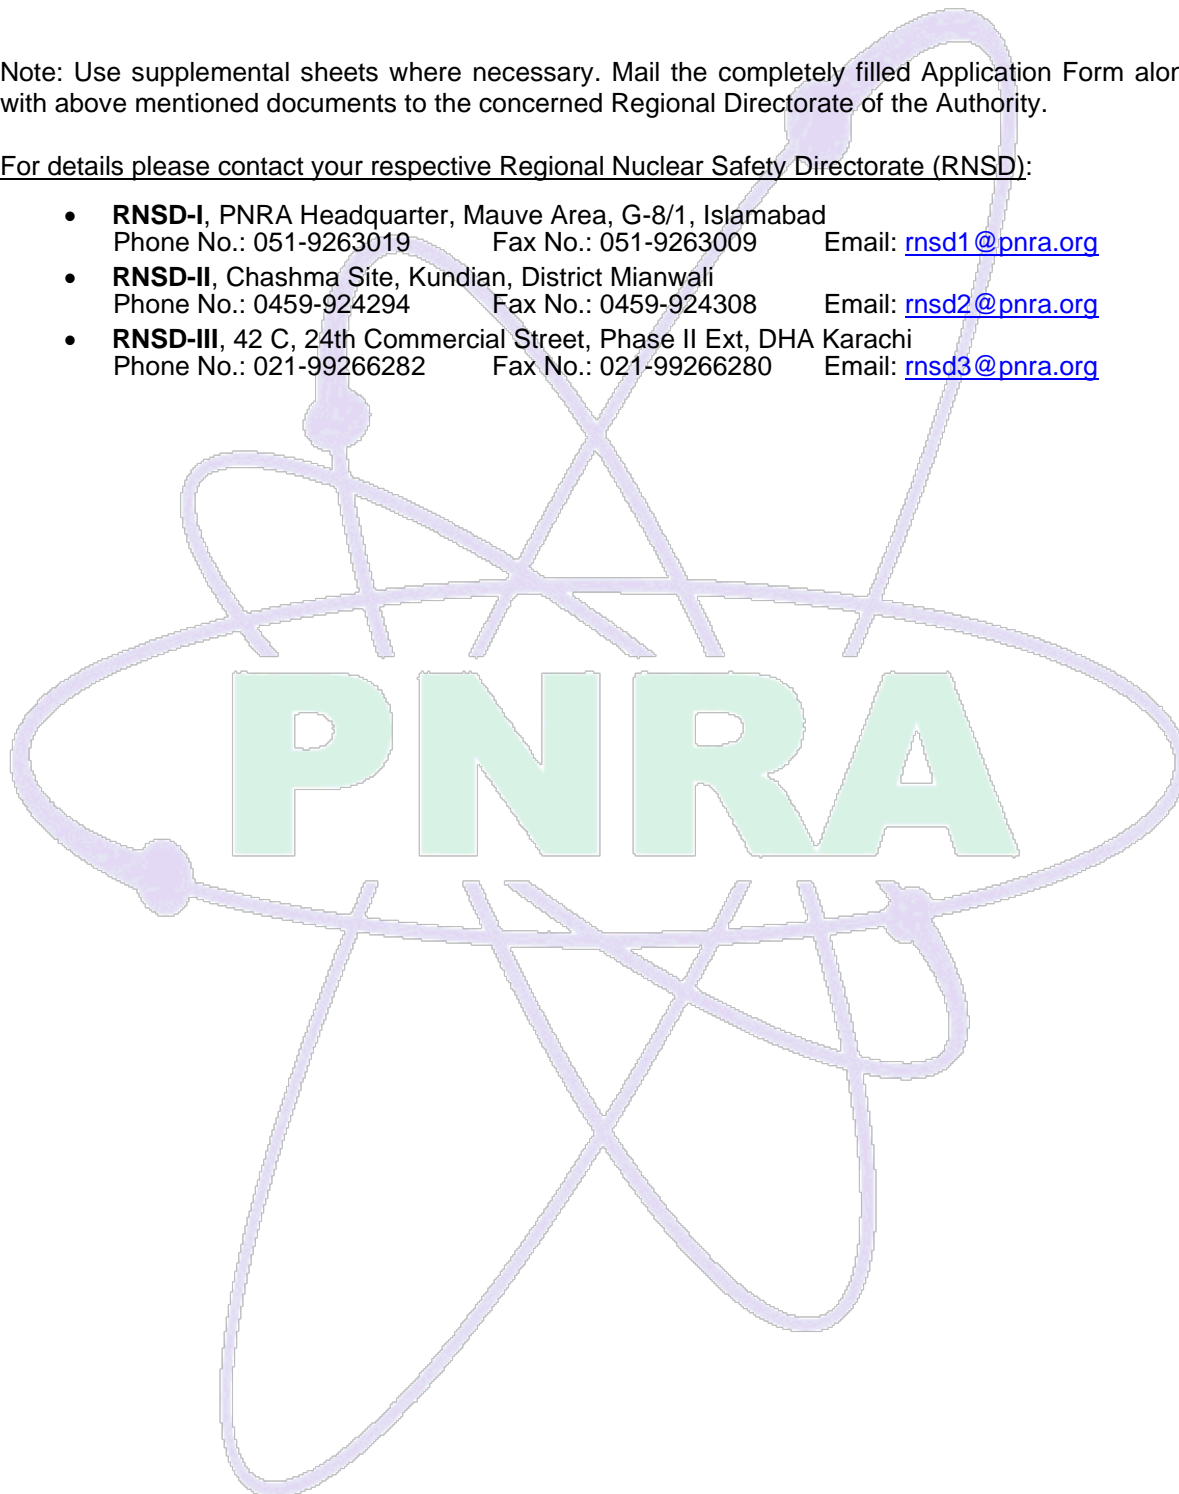 Note: Use supplemental sheets where necessary. Mail the completely filled Application Form alon
with above mentioned documents to the concerned Regional Directorate of the Authority.
For details please contact your respective Regional Nuclear Safety Directorate (RNSD):
• RNSD-I, PNRA Headquarter, Mauve Area, G-8/1, Islamabad
Phone No.: 051-9263019 Fax No.: 051-9263009 Email: rnsd1@pnra.org
• RNSD-II, Chashma Site, Kundian, District Mianwali
Phone No.: 0459-924294 Fax No.: 0459-924308 Email: rnsd2@pnra.org
• RNSD-III, 42 C, 24th Commercial Street, Phase II Ext, DHA Karachi
Phone No.: 021-99266282 Fax No.: 021-99266280 Email: rnsd3@pnra.org
PNRA